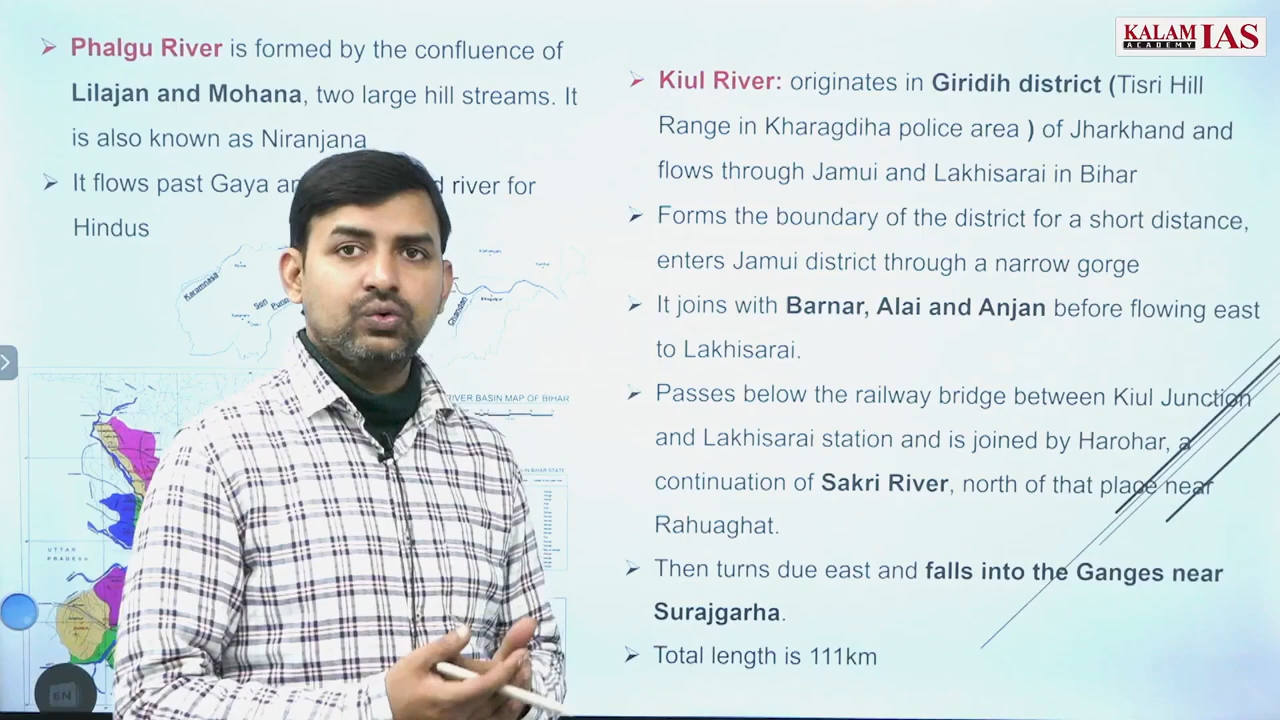 KALAM
ACADEMY
IAS
➢ Phalgu River is formed by the confluence of
Lilajan and Mohana, two large hill streams. It
is also known as Niranjana
➢ It flows past Gaya river for
Hindus
➢ Kiul River: originates in Giridih district (Tisri Hill
Range in Kharagdiha police area ) of Jharkhand and
flows through Jamui and Lakhisarai in Bihar
➢ Forms the boundary of the district for a short distance,
enters Jamui district through a narrow gorge
➢ It joins with Barnar, Alai and Anjan before flowing east
to Lakhisarai.
➢ Passes below the railway bridge between Kiul Junction
and Lakhisarai station and is joined by Harohar, a
continuation of Sakri River, north of that place near
Rahuaghat.
➢ Then turns due east and falls into the Ganges near
Surajgarha.
➢ Total length is 111km
Karamnasa
Son
Chandan
RIVER BASIN MAP OF BIHAR
UTTAR
PRADESH
EN